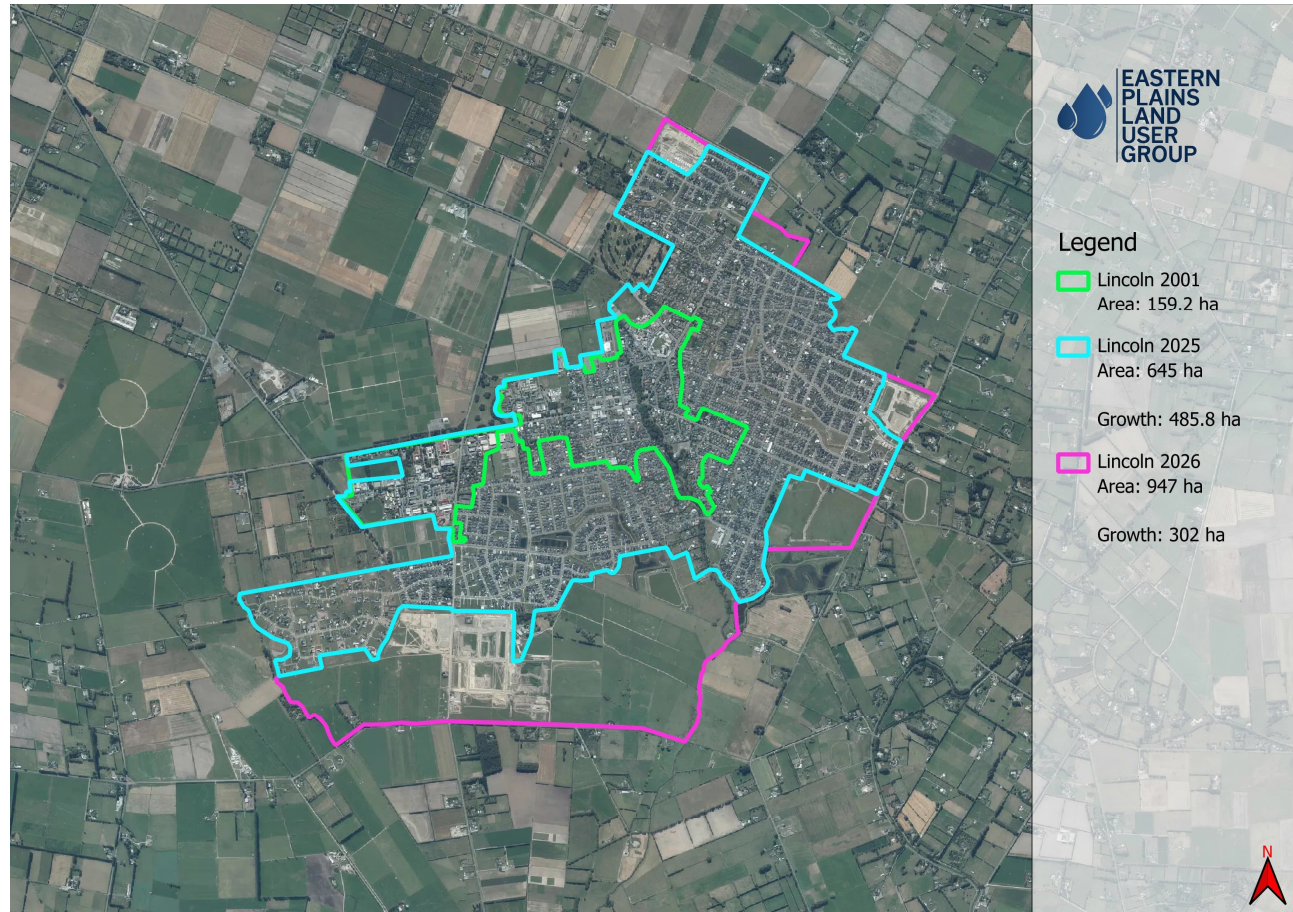 EASTERN
PLAINS
LAND
USER
GROUP
Legend
Lincoln 2001
Area: 159.2 ha
Lincoln 2025
Area: 645 ha
Growth: 485.8 ha
Lincoln 2026
Area: 947 ha
Growth: 302 ha
N